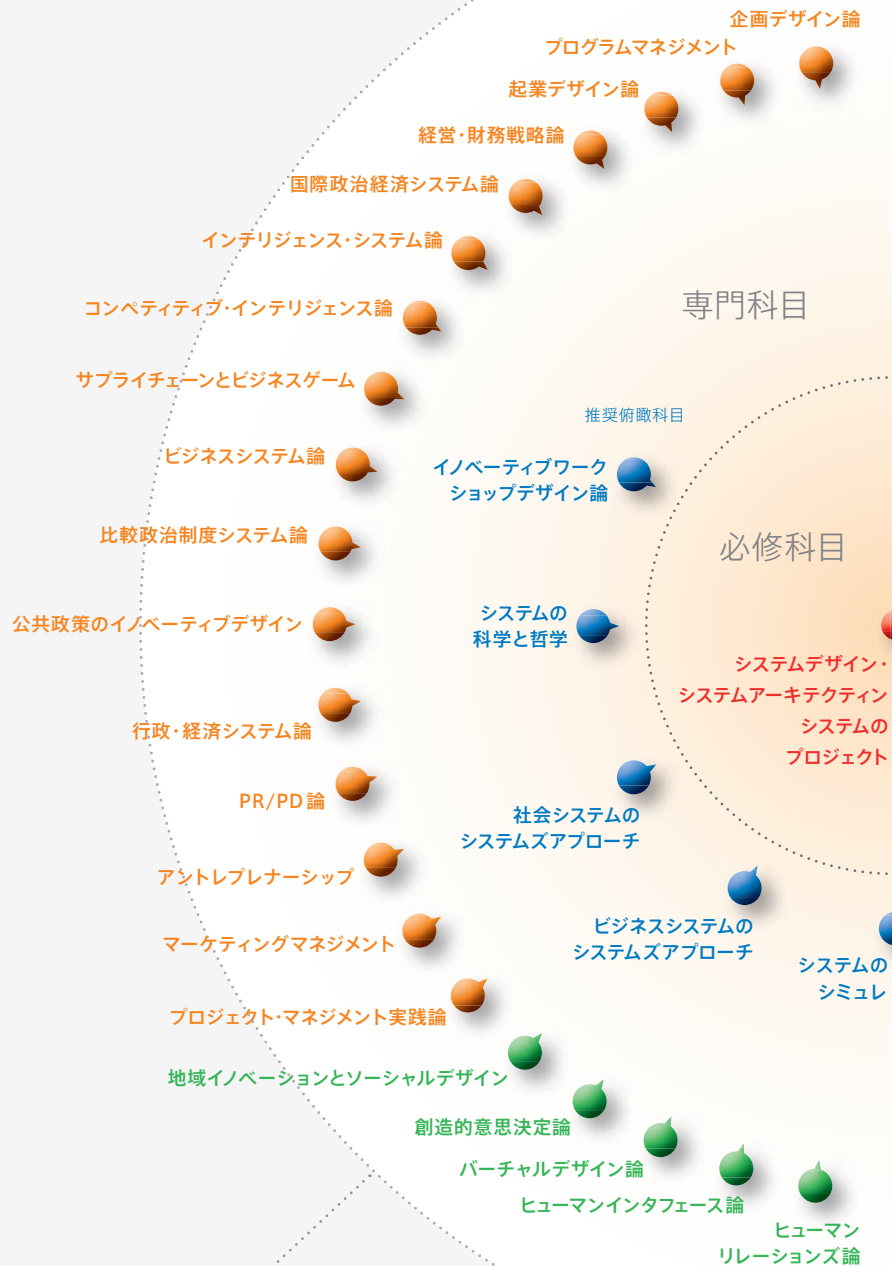 企画デザイン論
プログラムマネジメント
起業デザイン論
経営・財務戦略論
国際政治経済システム論
インテリジェンス・システム論
コンペティティブ・インテリジェンス論
サプライチェーンとビジネスゲーム
ビジネスシステム論
比較政治制度システム論
公共政策のイノベーティブデザイン
行政・経済システム論
PR/PD論
アントレプレナーシップ
マーケティングマネジメント
プロジェクト・マネジメント実践論
地域イノベーションとソーシャルデザイン
創造的意思決定論
バーチャルデザイン論
ヒューマンインタフェース論
ヒューマン
リレーションズ論
専門科目
推奨俯瞰科目
イノベーティブワーク
ショップデザイン論
システムの
科学と哲学
社会システムの
システムズアプローチ
ビジネスシステムの
システムズアプローチ
システムの
シミュレ
必修科目
システムデザイン・
システムアーキテクティン
システムの
プロジェクト